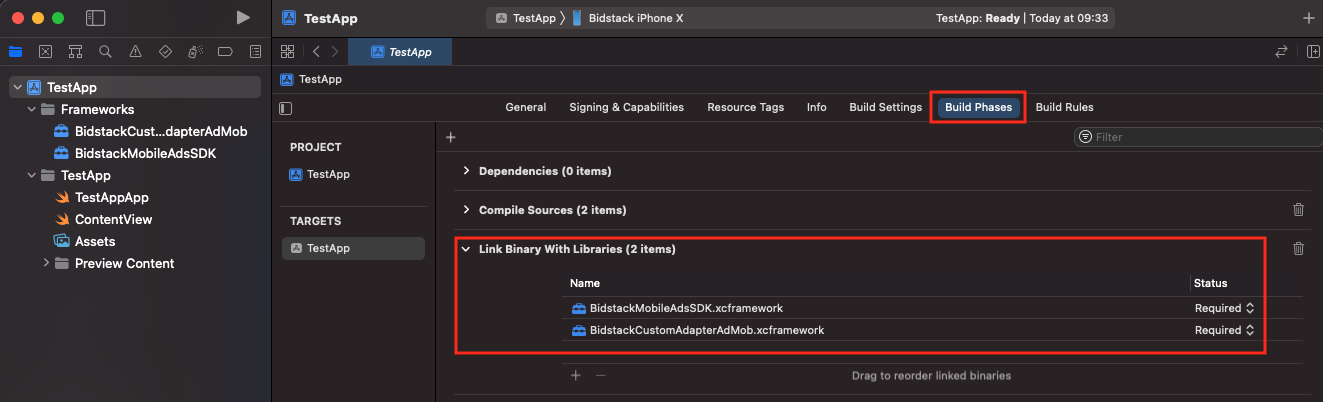 TestApp
TestApp
Bidstack iPhone X
TestApp: Ready | Today at 09:33
TestApp
TestApp
TestApp
Frameworks
BidstackCust...dapterAdMob
BidstackMobileAdsSDK
TestApp
TestAppApp
ContentView
Assets
Preview Content
General
Signing & Capabilities
Resource Tags
Info
Build Settings
Build Phases
Build Rules
PROJECT
TestApp
TARGETS
TestApp
Filter
Dependencies (0 items)
Compile Sources (2 items)
Link Binary With Libraries (2 items)
Name Status
BidstackMobileAdsSDK.xcframework Required
BidstackCustomAdapterAdMob.xcframework Required
Drag to reorder linked binaries